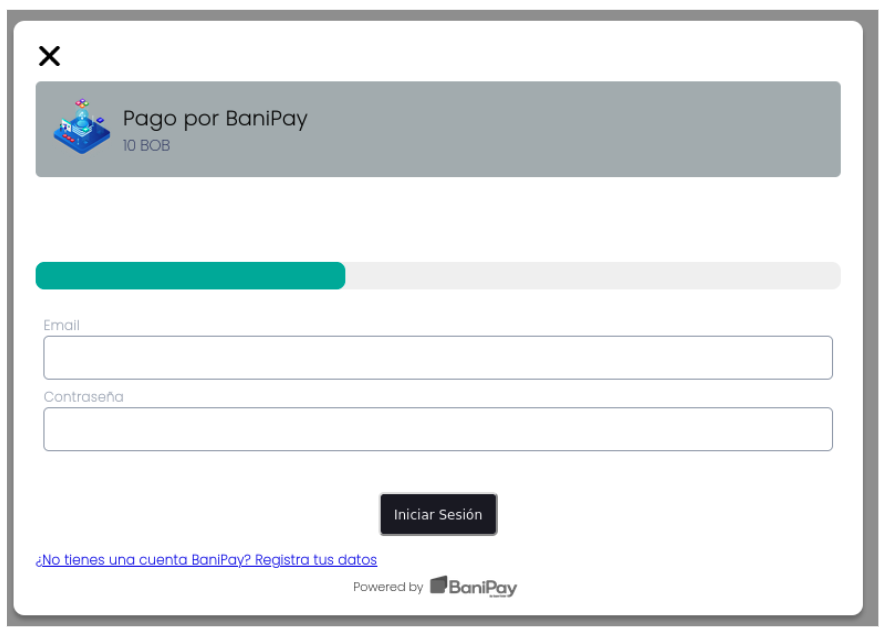 Pago por BaniPay
10 BOB
Email
Contraseña
Iniciar Sesión
¿No tienes una cuenta BaniPay? Registra tus datos
Powered by BaniPay